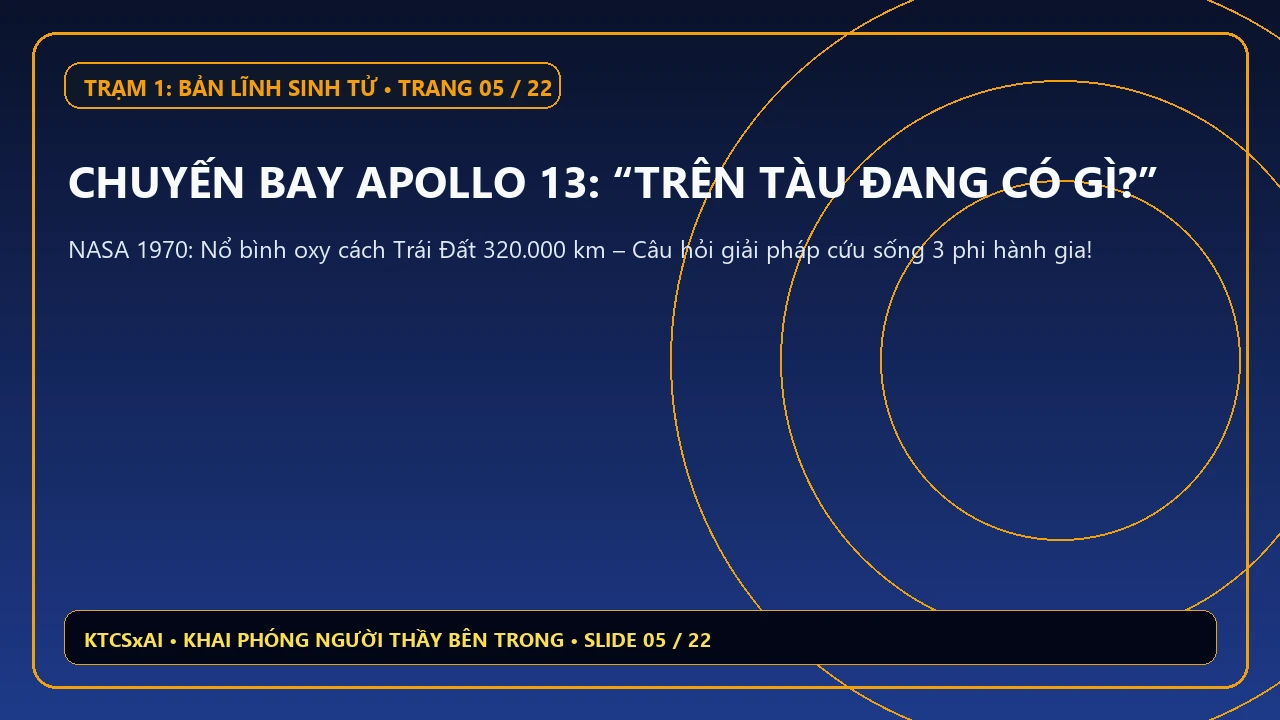 TRẠM 1: BẢN LĨNH SINH TỬ • TRANG 05 / 22
CHUYẾN BAY APOLLO 13: “TRÊN TÀU ĐANG CÓ GÌ?”
NASA 1970: Nổ bình oxy cách Trái Đất 320.000 km – Câu hỏi giải pháp cứu sống 3 phi hành gia!
KTCSxAI • KHAI PHÓNG NGƯỜI THẦY BÊN TRONG • SLIDE 05 / 22